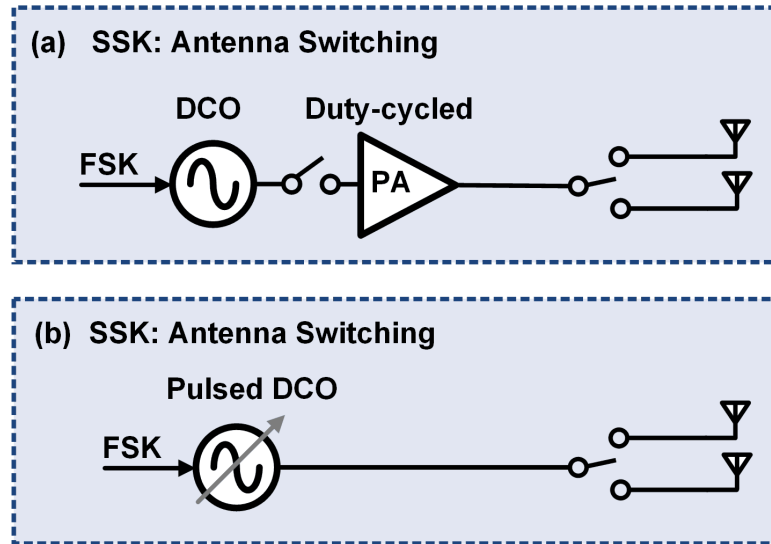 (a) SSK: Antenna Switching
DCO Duty-cycled
FSK
PA
(b) SSK: Antenna Switching
Pulsed DCO
FSK